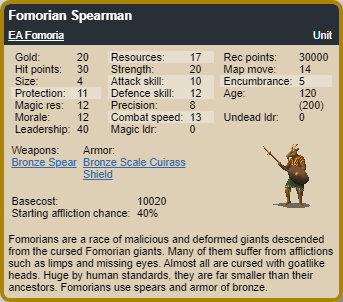 Fomorian Spearman
EA Fomoria Unit
Gold: 20 Resources: 17 Rec points: 30000
Hit points: 30 Strength: 20 Map move: 14
Size: 4 Attack skill: 10 Encumbrance: 5
Protection: 11 Defence skill: 12 Age: 120
Magic res: 12 Precision: 8 (200)
Morale: 12 Combat speed: 13 Undead ldr: 0
Leadership: 40 Magic ldr: 0
Weapons: Armor:
Bronze Spear Bronze Scale Cuirass
Shield
Basecost: 10020
Starting affliction chance: 40%
Fomorians are a race of malicious and deformed giants descended
from the cursed Fomorian giants. Many of them suffer from afflictions
such as limps and missing eyes. Almost all are cursed with goatlike
heads. Huge by human standards, they are far smaller than their
ancestors. Fomorians use spears and armor of bronze.